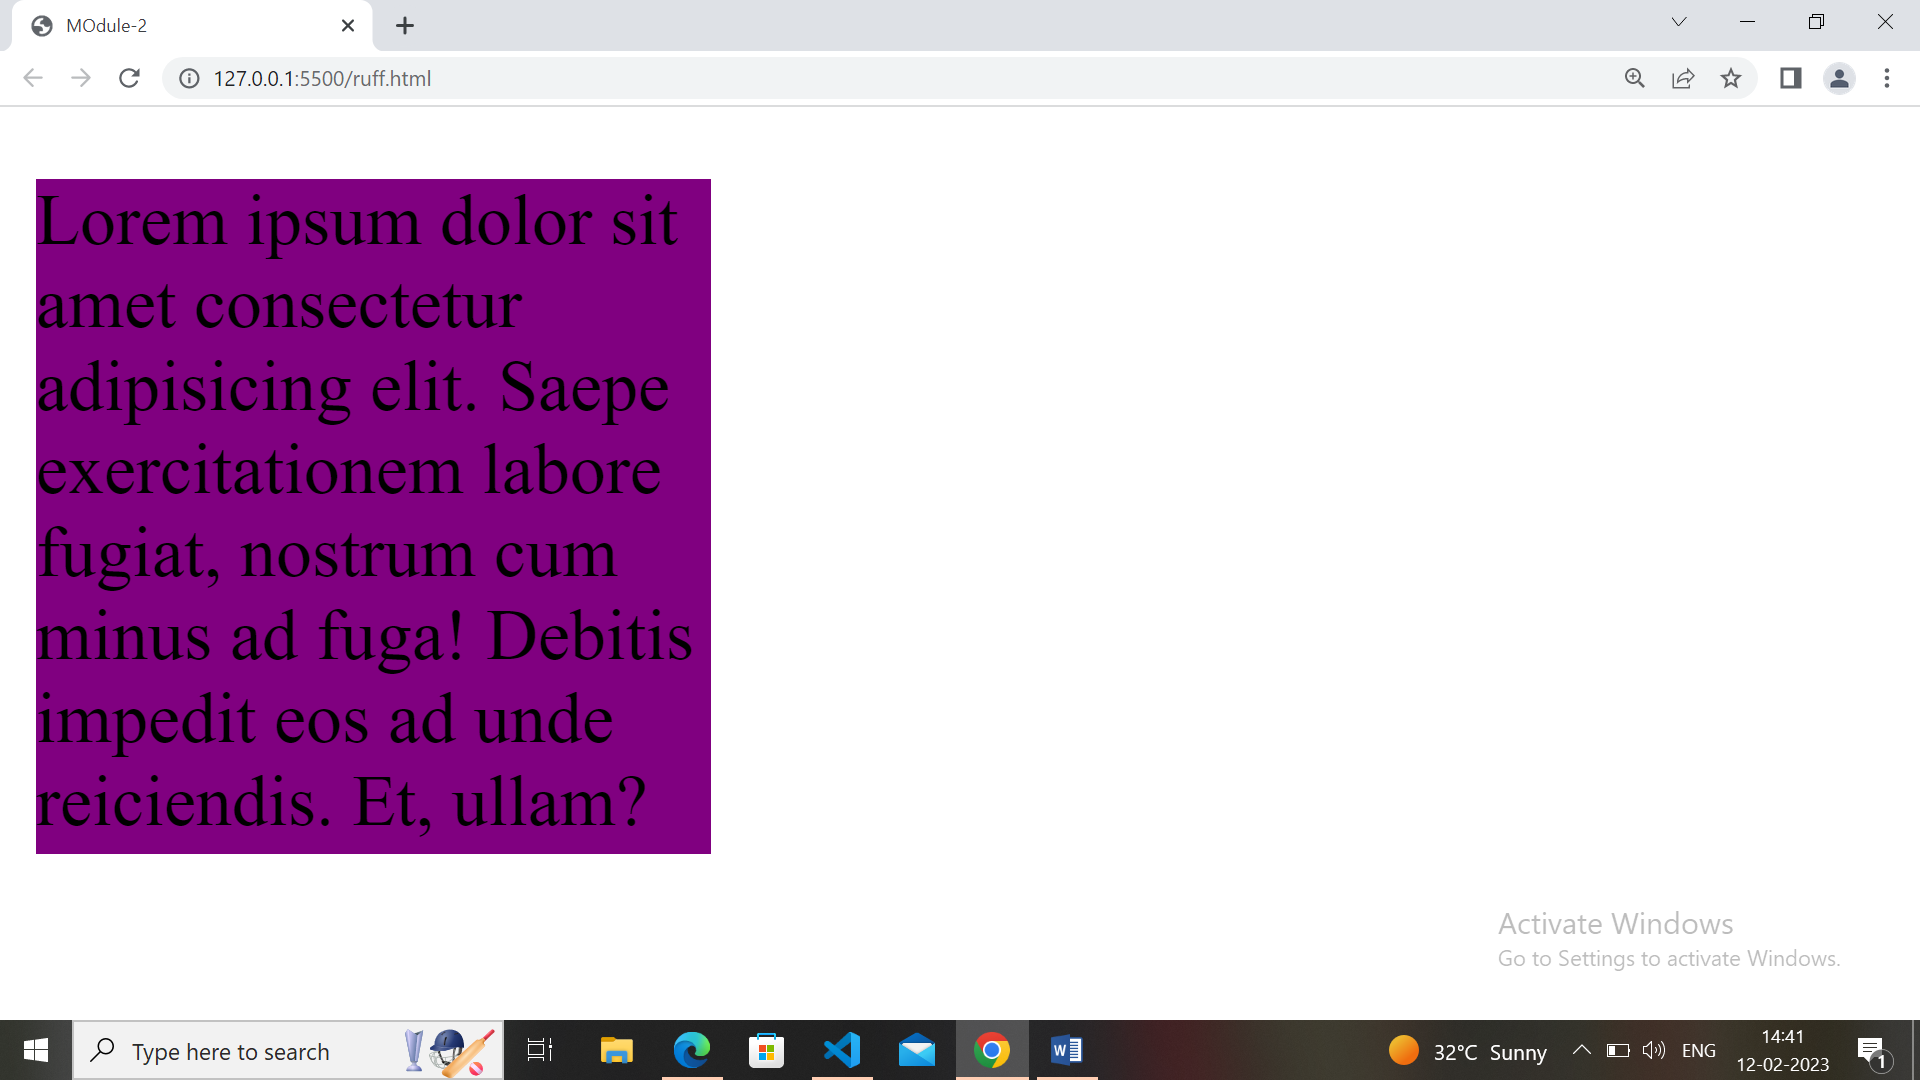 MOdule-2
127.0.0.1:5500/ruff.html
Lorem ipsum dolor sit
amet consectetur
adipisicing elit. Saepe
exercitationem labore
fugiat, nostrum cum
minus ad fuga! Debitis
impedit eos ad unde
reiciendis. Et, ullam?
Activate Windows
Go to Settings to activate Windows.
Type here to search
W
32°C Sunny
ENG
14:41
12-02-2023
1